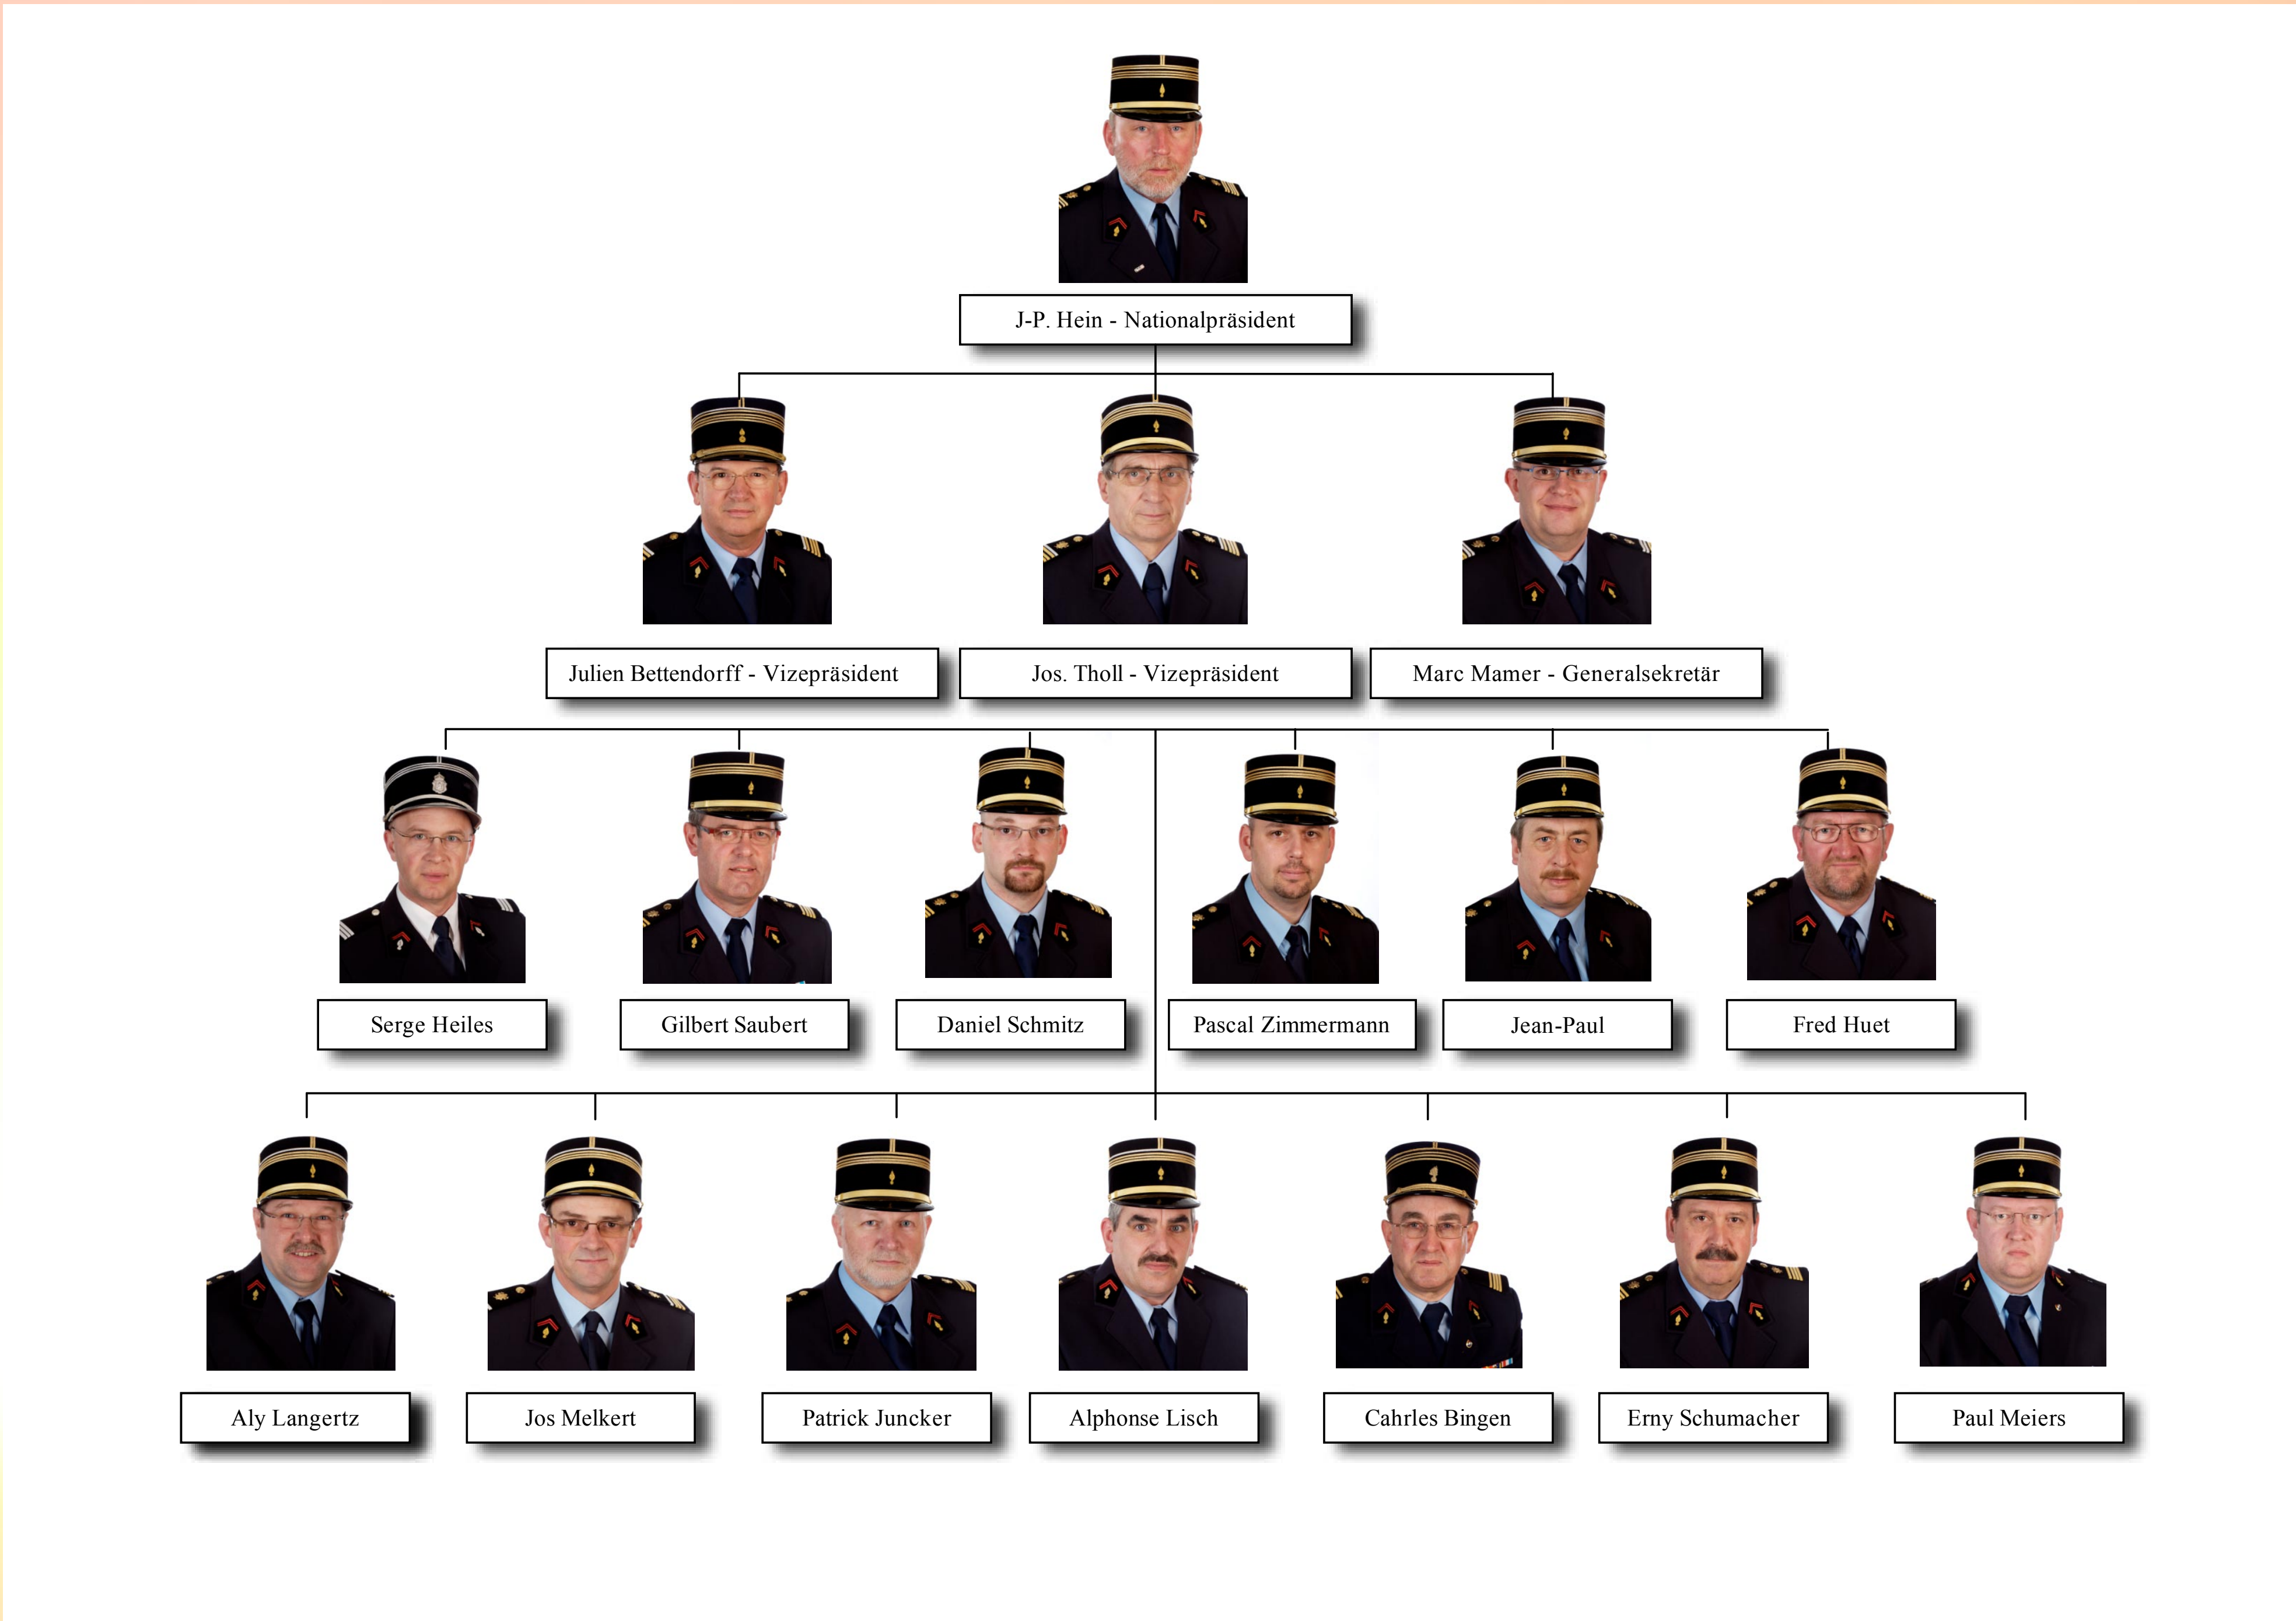 J-P. Hein - Nationalpräsident
Julien Bettendorff - Vizepräsident
Jos. Tholl - Vizepräsident
Marc Mamer - Generalsekretär
Serge Heiles
Gilbert Saubert
Daniel Schmitz
Pascal Zimmermann
Jean-Paul
Fred Huet
Aly Langertz
Jos Melkert
Patrick Juncker
Alphonse Lisch
Cahrles Bingen
Erny Schumacher
Paul Meiers